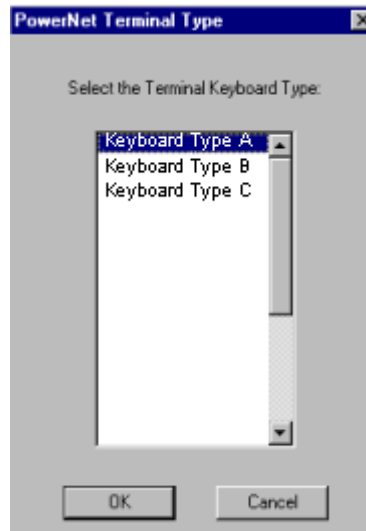 PowerNet Terminal Type
Select the Terminal Keyboard Type:
Keyboard Type A
Keyboard Type B
Keyboard Type C
OK
Cancel